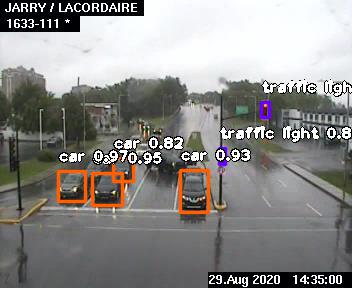 JARRY / LACORDAIRE
1633-111 *
traffic ligh
car 0.82
traffic light 0.8
car 0.97
0.95
car 0.93
29.Aug 2020 14:35:00